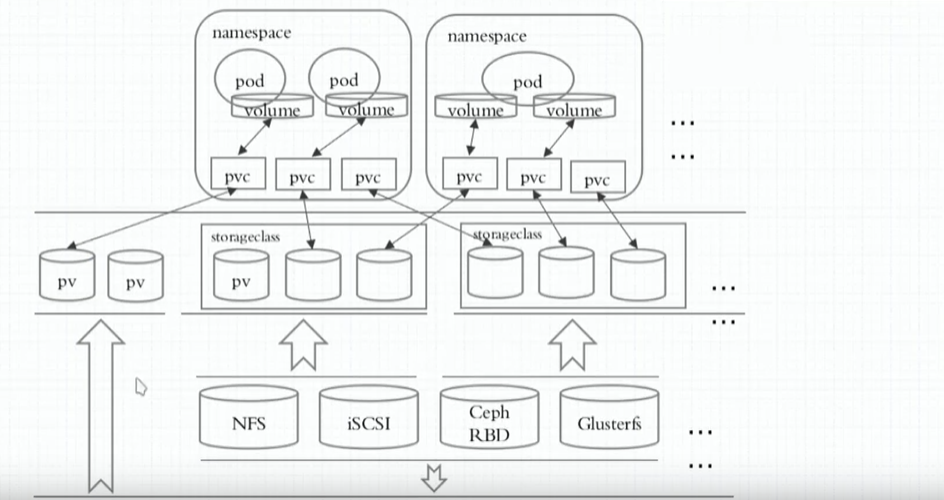 namespace
namespace
pod
pod
pod
volume
volume
volume
volume
pvc
pvc
pvc
pvc
pvc
pvc
...
...
storageclass
storageclass
pv
pv
pv
...
...
NFS
iSCSI
Ceph
RBD
Glusterfs
...
...